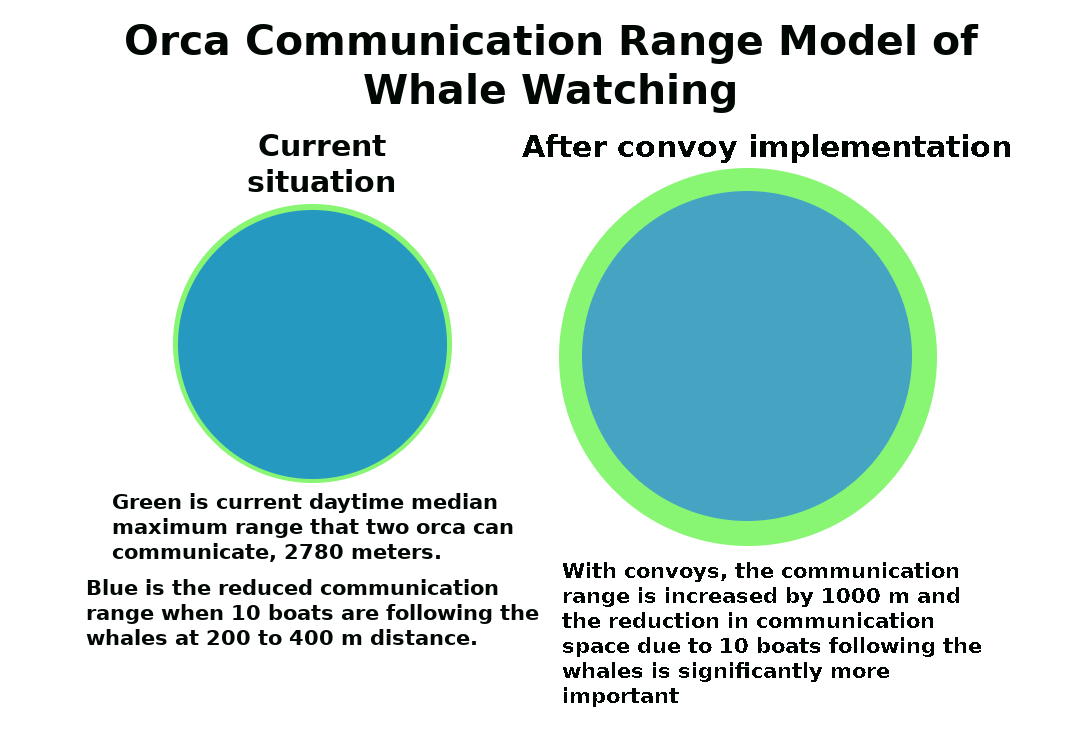 Orca Communication Range Model of
Whale Watching
Current
situation
After convoy implementation
Green is current daytime median
maximum range that two orca can
communicate, 2780 meters.
Blue is the reduced communication
range when 10 boats are following the
whales at 200 to 400 m distance.
With convoys, the communication
range is increased by 1000 m and
the reduction in communication
space due to 10 boats following the
whales is significantly more
important